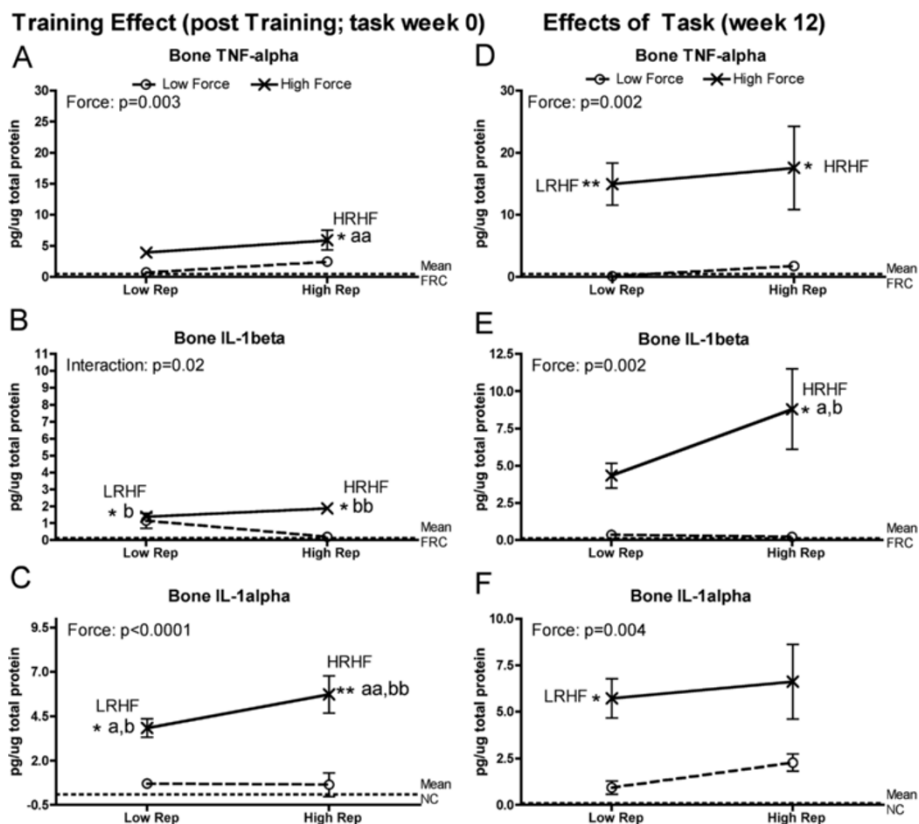 Training Effect (post Training; task week 0)
Effects of Task (week 12)
A
Bone TNF-alpha
Low Force
High Force
Force: p=0.003
pg/ug total protein
30
25
20
15
10
5
0
HRHF
* aa
Mean
FRC
Low Rep
High Rep
D
Bone TNF-alpha
Low Force
High Force
Force: p=0.002
pg/ug total protein
30
20
10
0
LRHF **
* HRHF
Mean
FRC
Low Rep
High Rep
B
Bone IL-1beta
Interaction: p=0.02
pg/ug total protein
11
10
9
8
7
6
5
4
3
2
1
0
LRHF
* b
HRHF
* bb
Mean
FRC
Low Rep
High Rep
E
Bone IL-1beta
Force: p=0.002
pg/ug total protein
12.5
10.0
7.5
5.0
2.5
0.0
HRHF
* a,b
Mean
FRC
Low Rep
High Rep
C
Bone IL-1alpha
Force: p<0.0001
pg/ug total protein
9.5
7.0
4.5
2.0
-0.5
LRHF
* a,b
HRHF
** aa,bb
Mean
NC
Low Rep
High Rep
F
Bone IL-1alpha
Force: p=0.004
pg/ug total protein
10.0
7.5
5.0
2.5
0.0
LRHF *
Mean
NC
Low Rep
High Rep